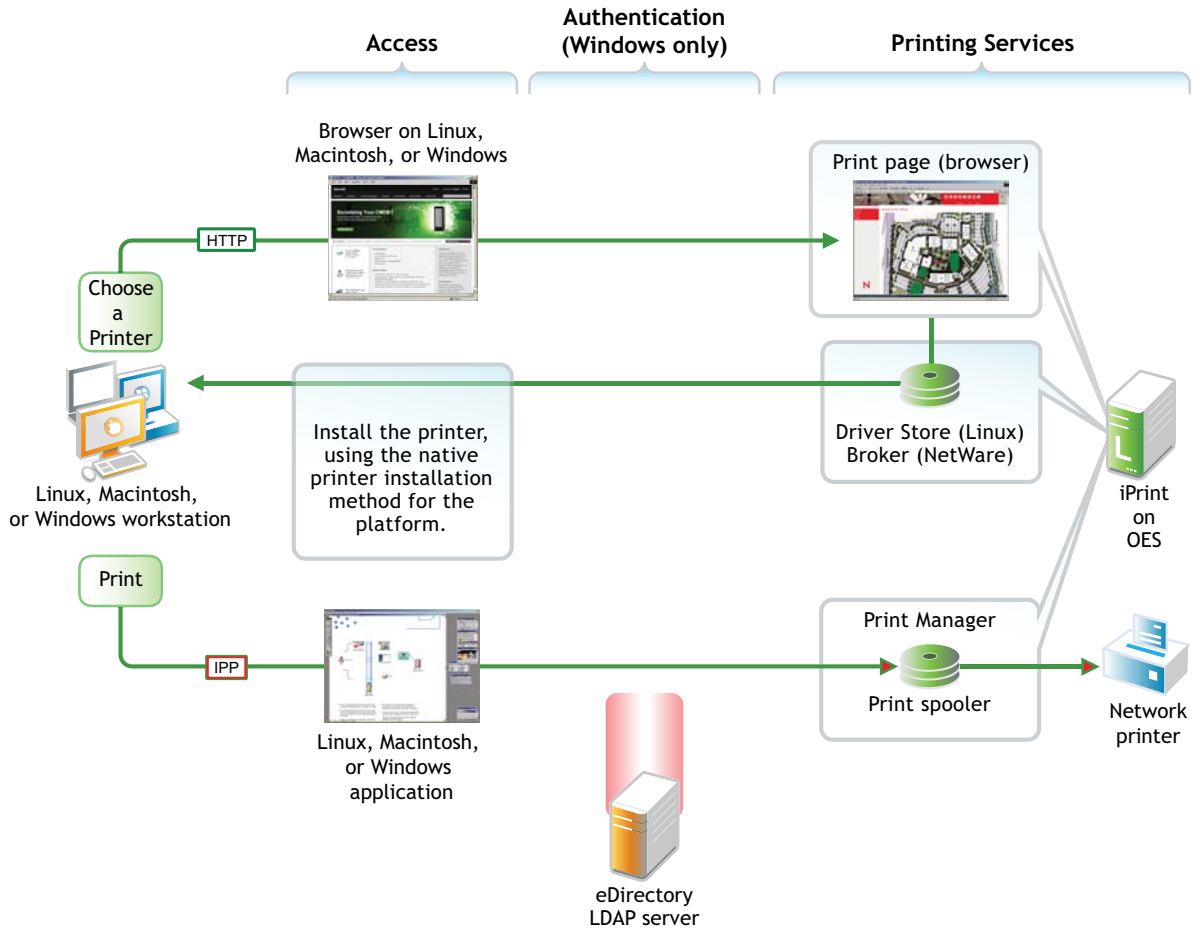 Access
Authentication
(Windows only)
Printing Services
Browser on Linux,
Macintosh, or Windows
Print page (browser)
HTTP
Choose
a
Printer
Install the printer,
using the native
printer installation
method for the
platform.
Driver Store (Linux)
Broker (NetWare)
Linux, Macintosh,
or Windows workstation
iPrint
on
OES
Print
IPP
Print Manager
Print spooler
Linux, Macintosh,
or Windows
application
Network
printer
eDirectory
LDAP server
L
N